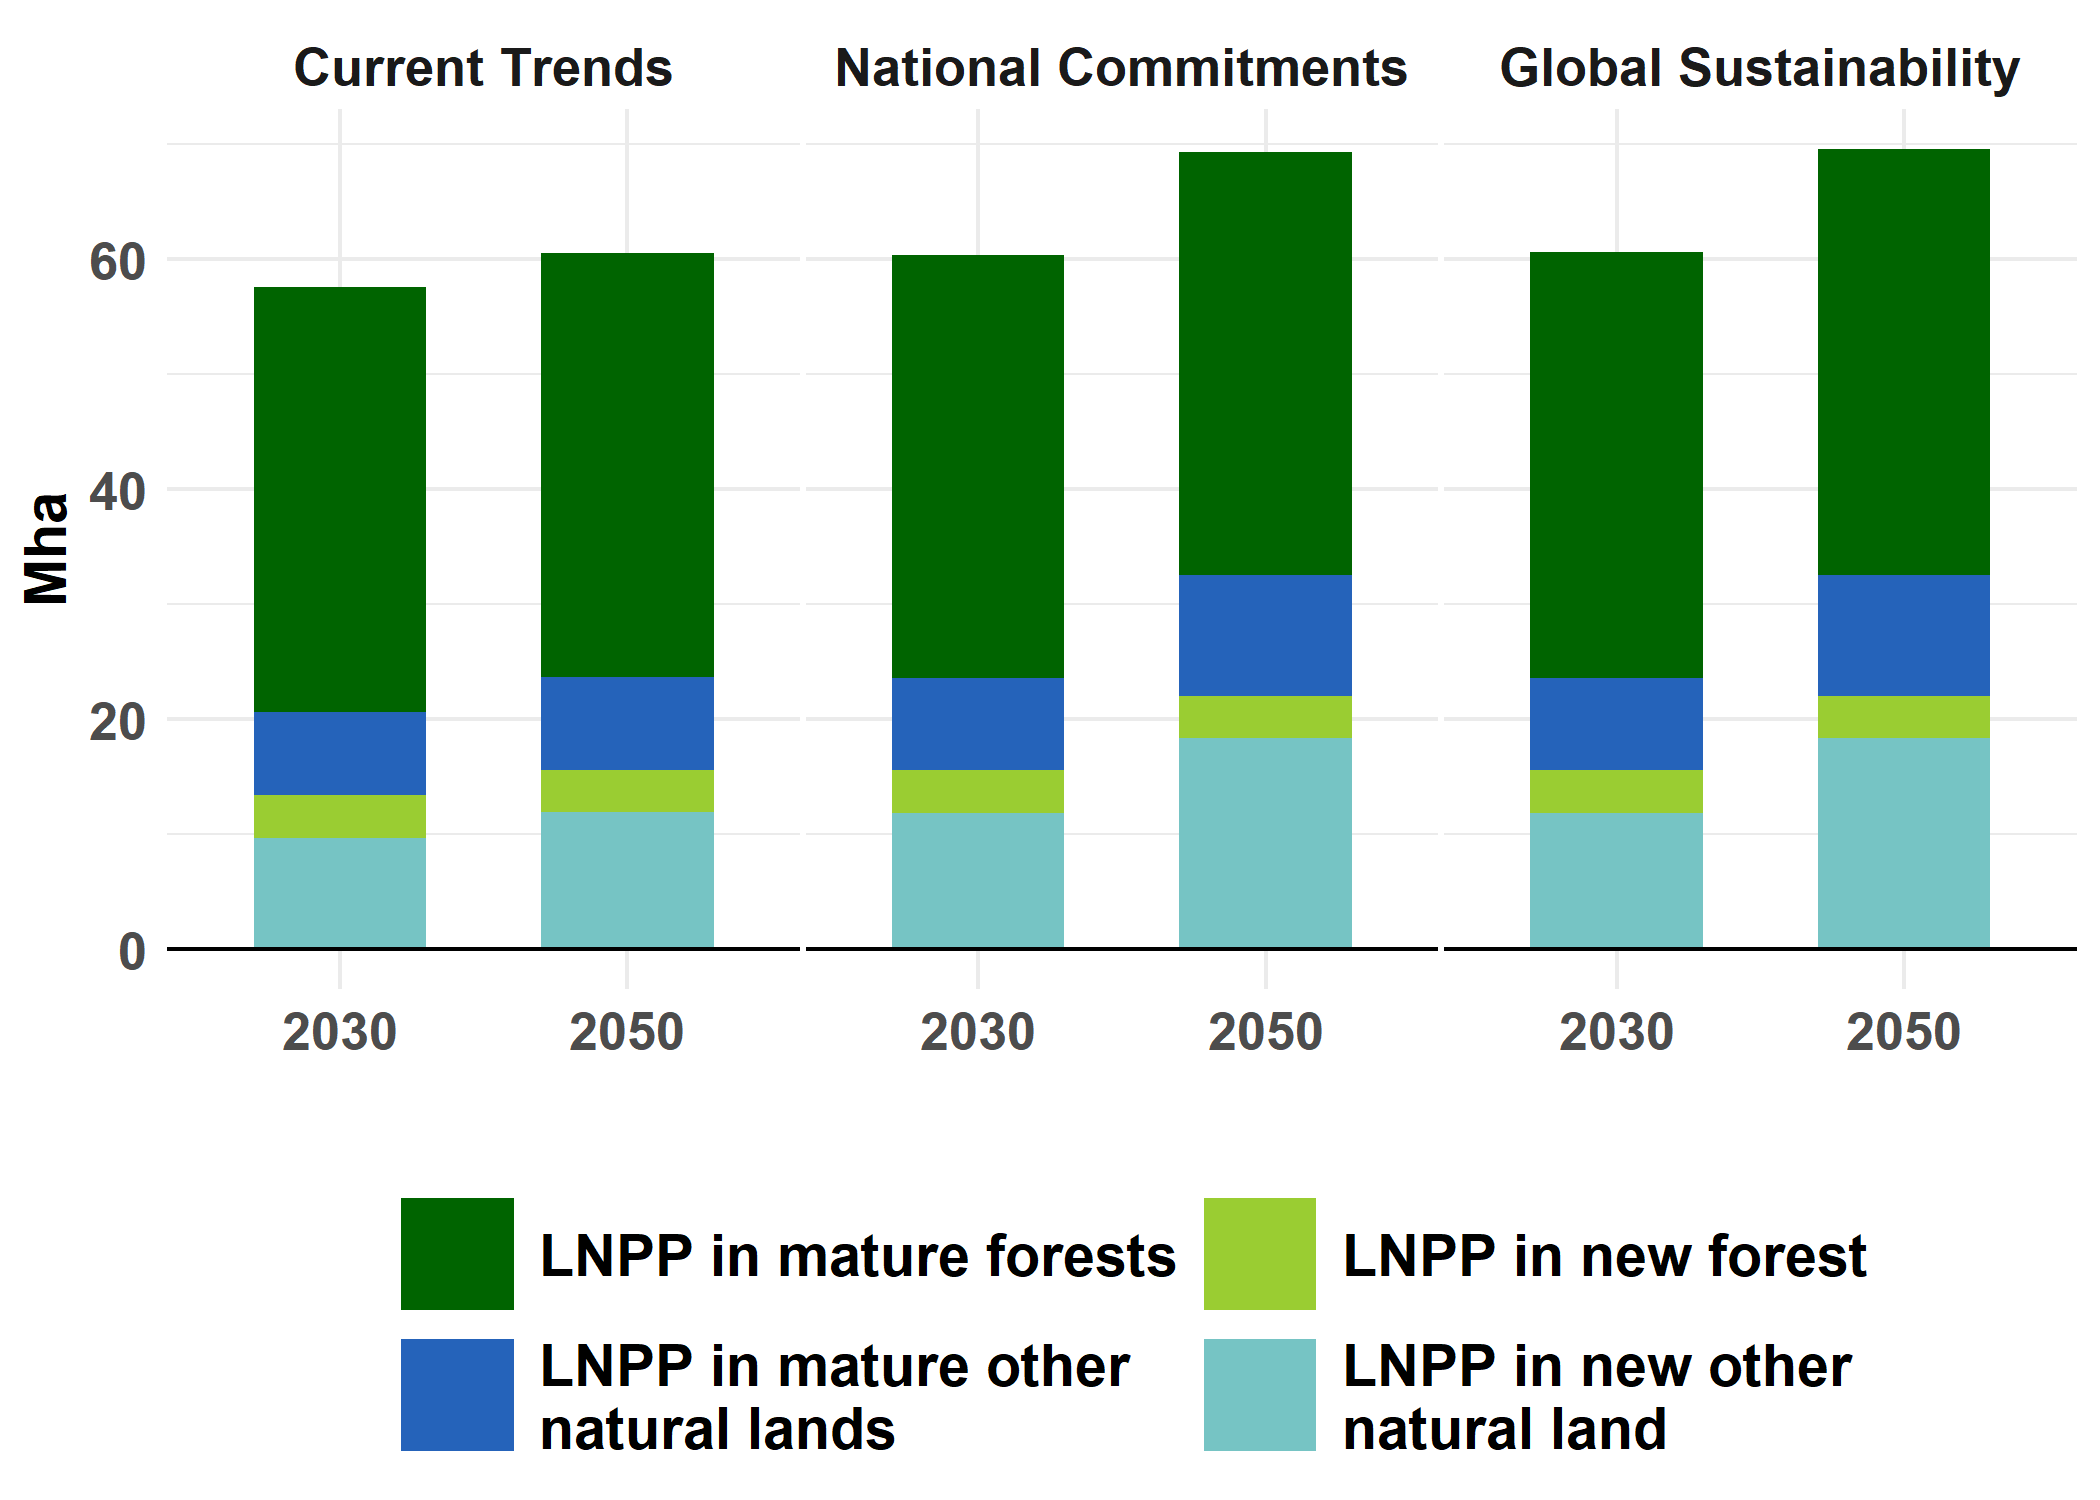 Current Trends National Commitments Global Sustainability
Mha
60
40
20
0
2030 2050 2030 2050 2030 2050
LNPP in mature forests
LNPP in new forest
LNPP in mature other
natural lands
LNPP in new other
natural land